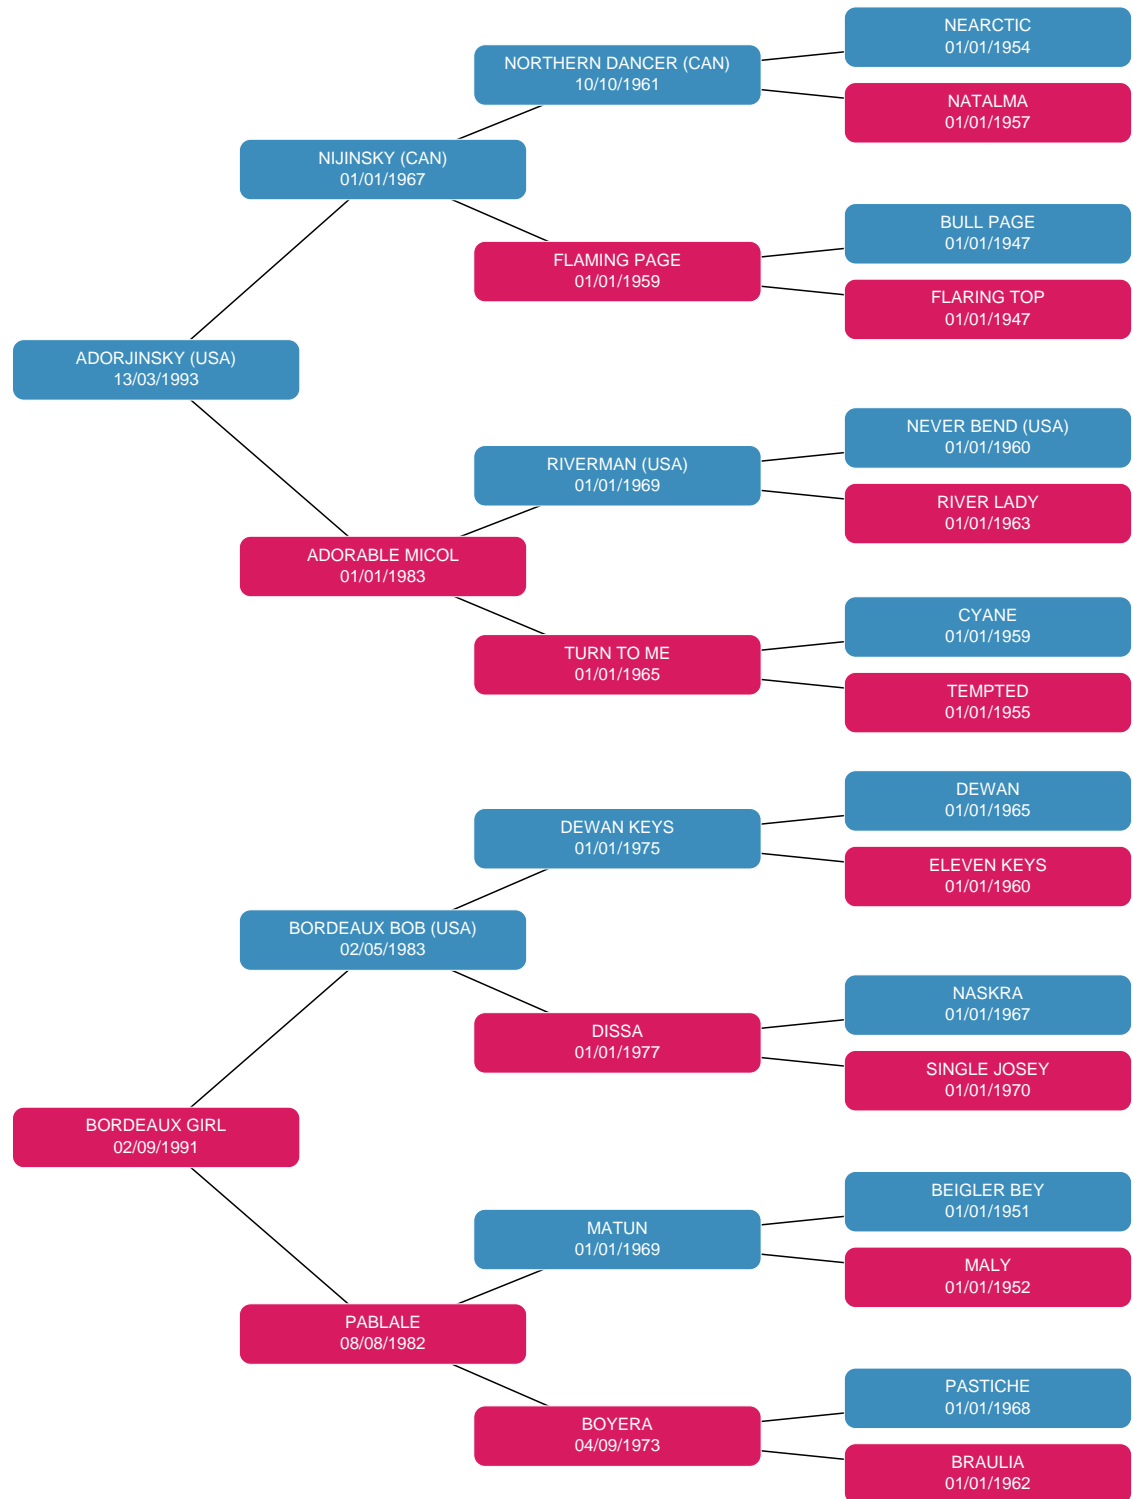 NEARCTIC
01/01/1954
NORTHERN DANCER (CAN)
10/10/1961
NATALMA
01/01/1957
NIJINSKY (CAN)
01/01/1967
BULL PAGE
01/01/1947
FLAMING PAGE
01/01/1959
FLARING TOP
01/01/1947
ADORJINSKY (USA)
13/03/1993
NEVER BEND (USA)
01/01/1960
RIVERMAN (USA)
01/01/1969
RIVER LADY
01/01/1963
ADORABLE MICOL
01/01/1983
CYANE
01/01/1959
TURN TO ME
01/01/1965
TEMPTED
01/01/1955
DEWAN
01/01/1965
DEWAN KEYS
01/01/1975
ELEVEN KEYS
01/01/1960
BORDEAUX BOB (USA)
02/05/1983
NASKRA
01/01/1967
DISSA
01/01/1977
SINGLE JOSEY
01/01/1970
BORDEAUX GIRL
02/09/1991
BEIGLER BEY
01/01/1951
MATUN
01/01/1969
MALY
01/01/1952
PABLALE
08/08/1982
PASTICHE
01/01/1968
BOYERA
04/09/1973
BRAULIA
01/01/1962